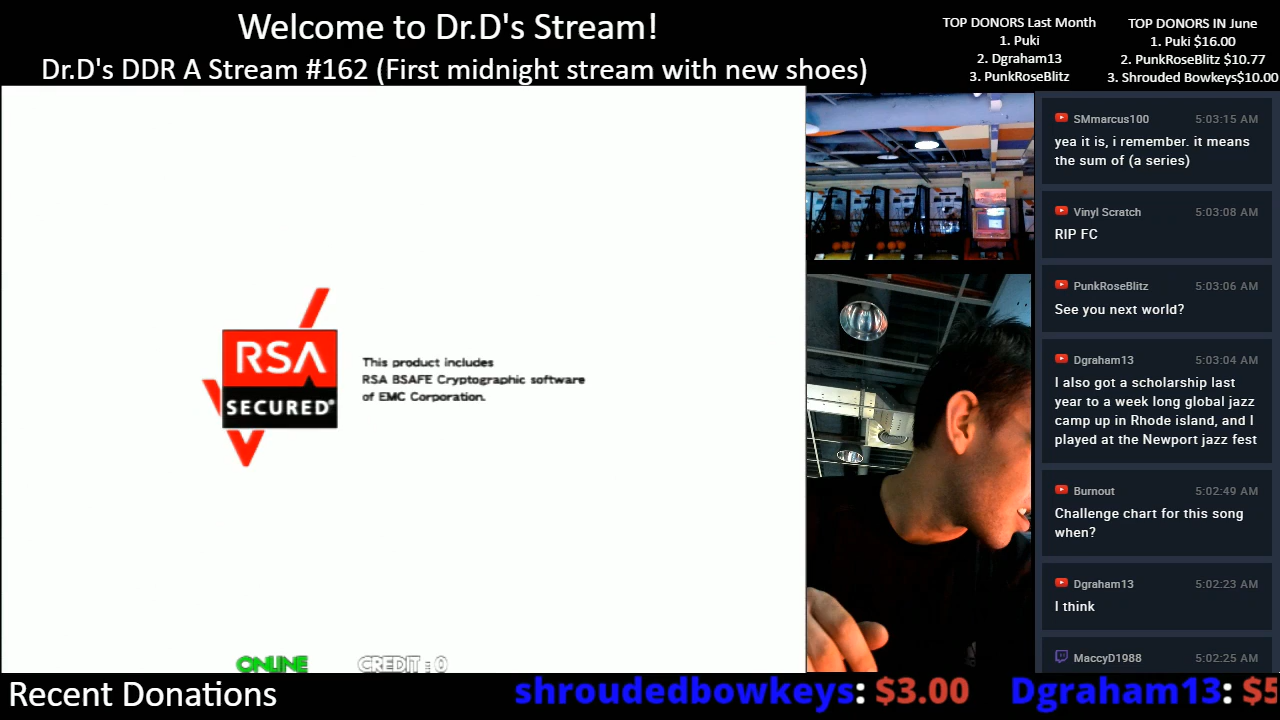 Welcome to Dr.D's Stream!
Dr.D's DDR A Stream #162 (First midnight stream with new shoes)
TOP DONORS Last Month
1. Puki
2. Dgraham13
3. PunkRoseBlitz
TOP DONORS IN June
1. Puki $16.00
2. PunkRoseBlitz $10.77
3. Shrouded Bowkeys$10.00
RSA
SECURED®
This product includes
RSA BSAFE Cryptographic software
of EMC Corporation.
ONLINE
CREDIT : 0
SMmarcus100 5:03:15 AM
yea it is, i remember. it means
the sum of (a series)
Vinyl Scratch 5:03:08 AM
RIP FC
PunkRoseBlitz 5:03:06 AM
See you next world?
Dgraham13 5:03:04 AM
I also got a scholarship last
year to a week long global jazz
camp up in Rhode island, and I
played at the Newport jazz fest
Burnout 5:02:49 AM
Challenge chart for this song
when?
Dgraham13 5:02:23 AM
I think
MaccyD1988 5:02:25 AM
Recent Donations
shroudedbowkeys: $3.00 Dgraham13: $5